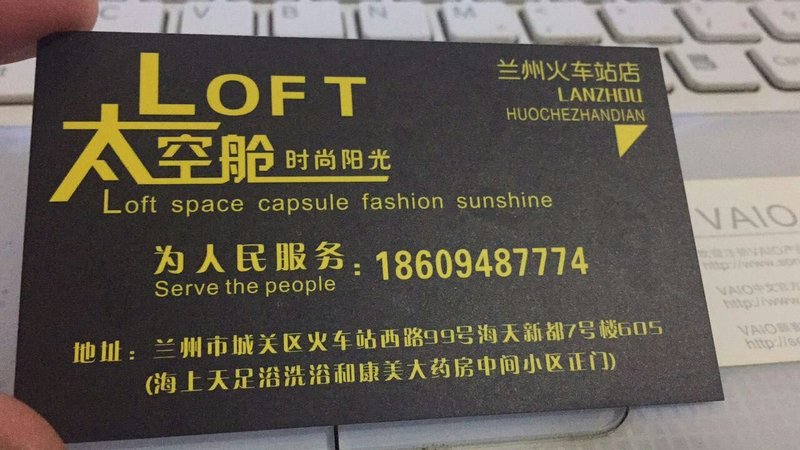 LOFT
太空舱 时尚阳光
Loft space capsule fashion sunshine
兰州火车站店
LANZHOU
HUOCHEZHANDIAN
为人民服务：18609487774
Serve the people
地址：兰州市城关区火车站西路99号海天新都7号楼605
(海上天足浴洗浴和康美大药房中间小区正门)
VAIO
http://www
http://w